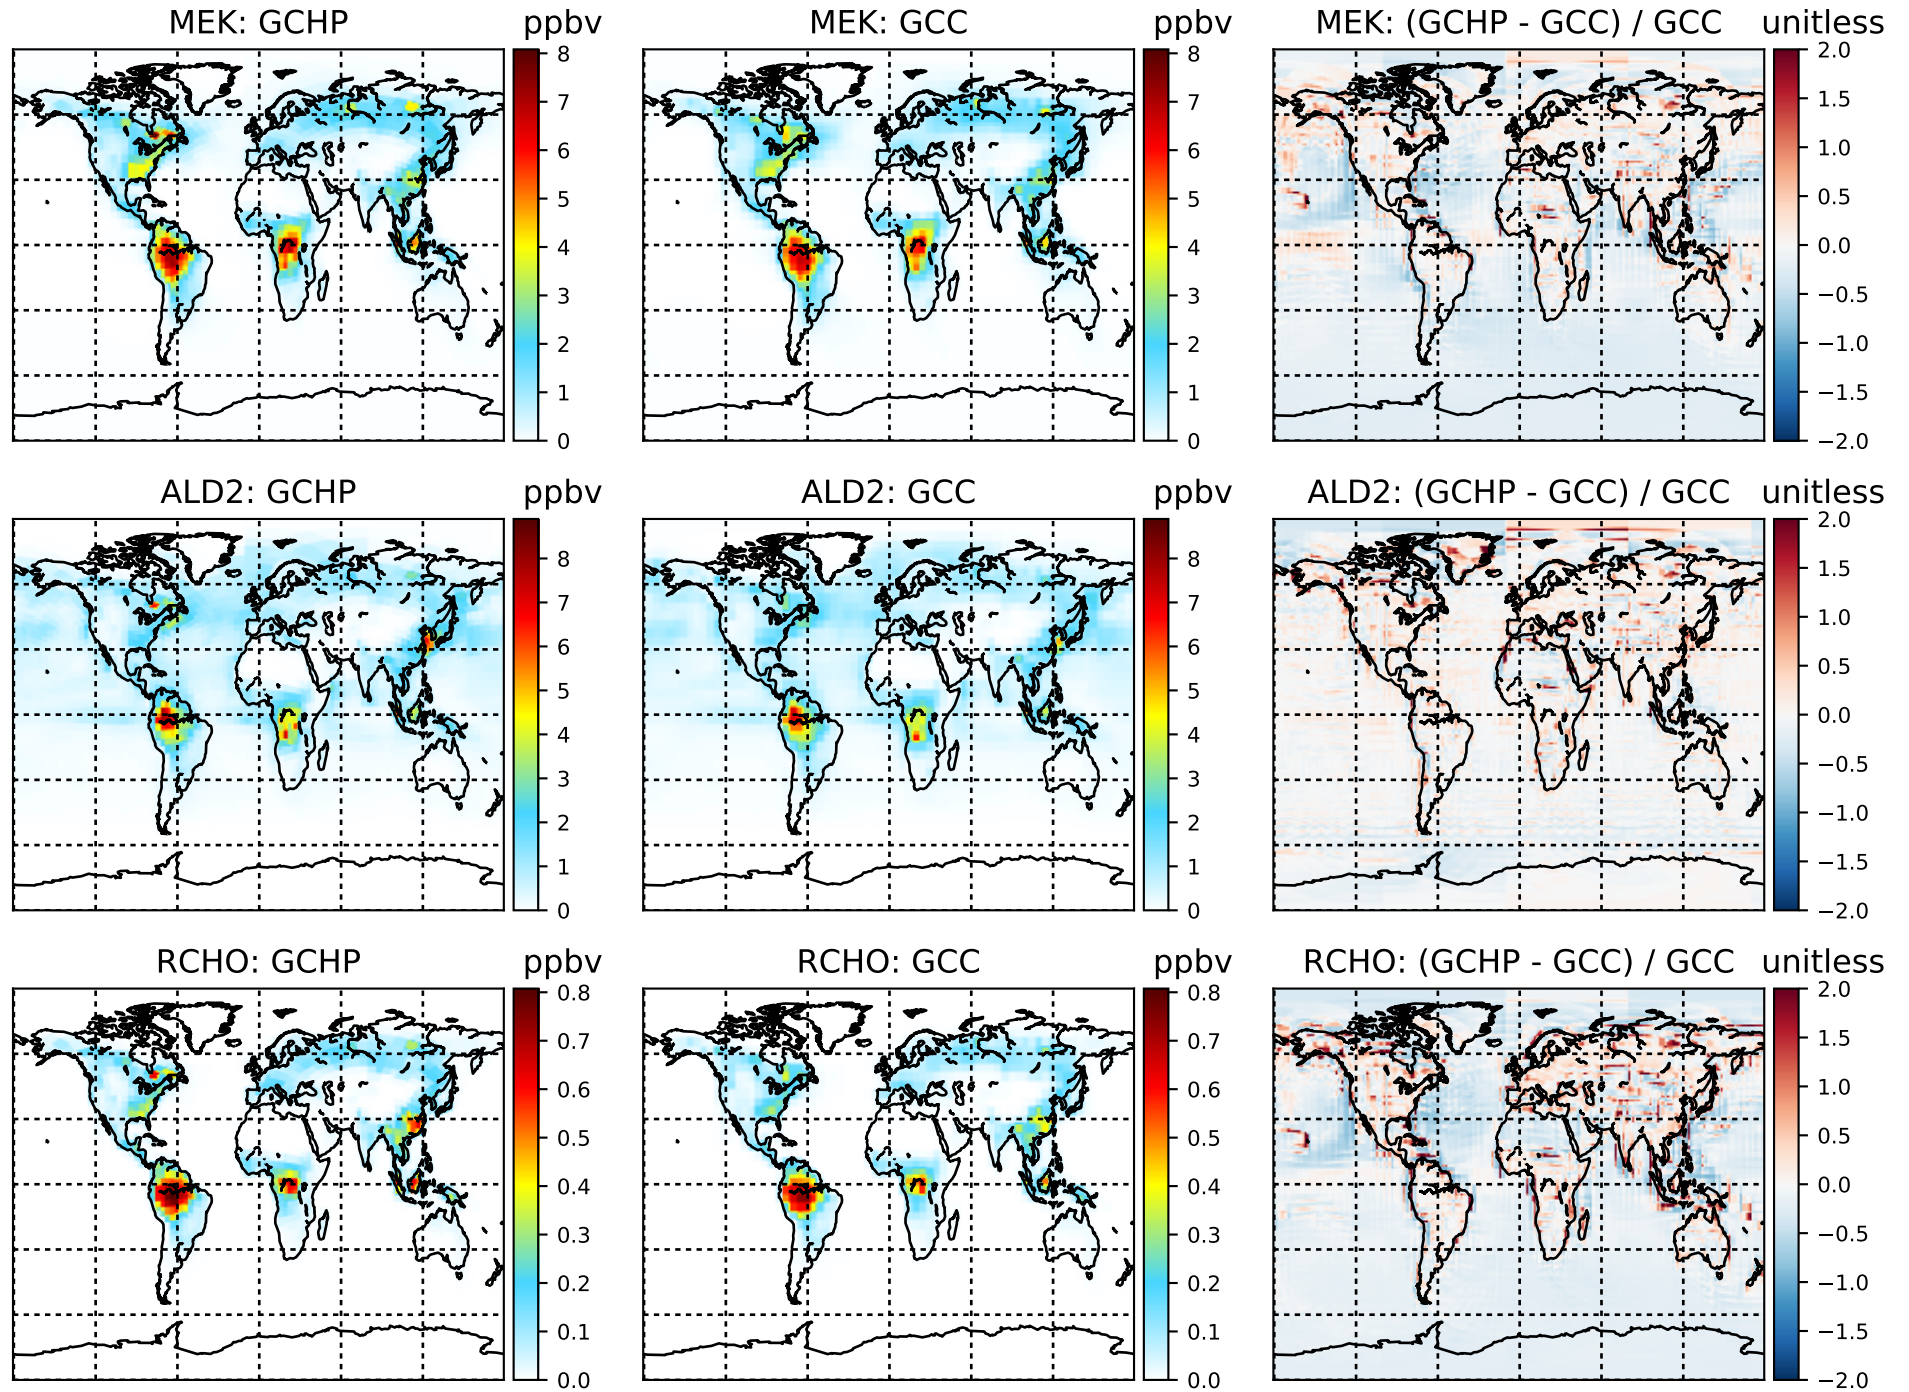 MEK: GCHP ppbv MEK: GCC ppbv MEK: (GCHP - GCC) / GCC unitless
8 8 2.0
7 7 1.5
6 6 1.0
5 5 0.5
4 4 0.0
3 3 −0.5
2 2 −1.0
1 1 −1.5
0 0 −2.0
ALD2: GCHP ppbv ALD2: GCC ppbv ALD2: (GCHP - GCC) / GCC unitless
2.0
8 8 1.5
7 7 1.0
6 6 0.5
5 5 0.0
4 4 −0.5
3 3 −1.0
2 2 −1.5
1 1 −2.0
0 0
RCHO: GCHP ppbv RCHO: GCC ppbv RCHO: (GCHP - GCC) / GCC unitless
0.8 0.8 2.0
0.7 0.7 1.5
0.6 0.6 1.0
0.5 0.5 0.5
0.4 0.4 0.0
0.3 0.3 −0.5
0.2 0.2 −1.0
0.1 0.1 −1.5
0.0 0.0 −2.0